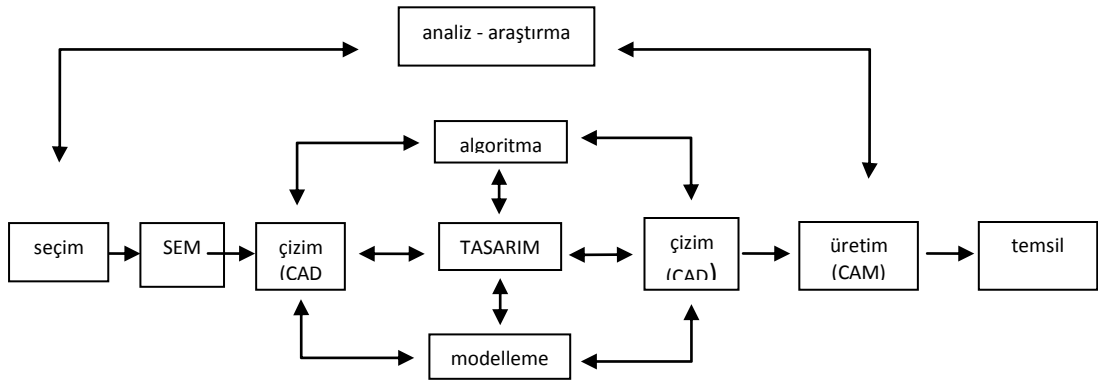 analiz - araştırma
algoritma
seçim
SEM
çizim
(CAD
TASARIM
çizim
(CAD)
üretim
(CAM)
temsil
modelleme